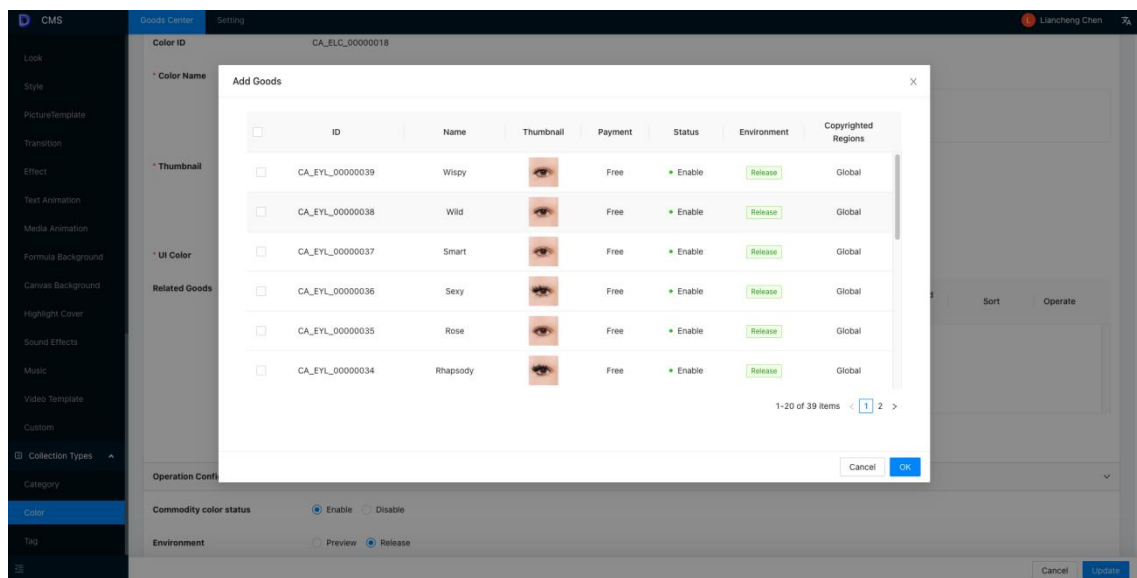 CMS
Goods Center
Setting
Liancheng Chen
Look
Style
PictureTemplate
Transition
Effect
Text Animation
Media Animation
Formula Background
Canvas Background
Highlight Cover
Sound Effects
Music
Video Template
Custom
Collection Types
Category
Color
Tag
Color ID CA_ELC_00000018
* Color Name
* Thumbnail
* UI Color
Related Goods
Sort Operate
Add Goods
ID Name Thumbnail Payment Status Environment Copyrighted Regions
CA_EYL_00000039 Wispy Free Enable Release Global
CA_EYL_00000038 Wild Free Enable Release Global
CA_EYL_00000037 Smart Free Enable Release Global
CA_EYL_00000036 Sexy Free Enable Release Global
CA_EYL_00000035 Rose Free Enable Release Global
CA_EYL_00000034 Rhapsody Free Enable Release Global
1-20 of 39 items < 1 2 >
Cancel OK
Operation Confi
Commodity color status Enable Disable
Environment Preview Release
Cancel Update